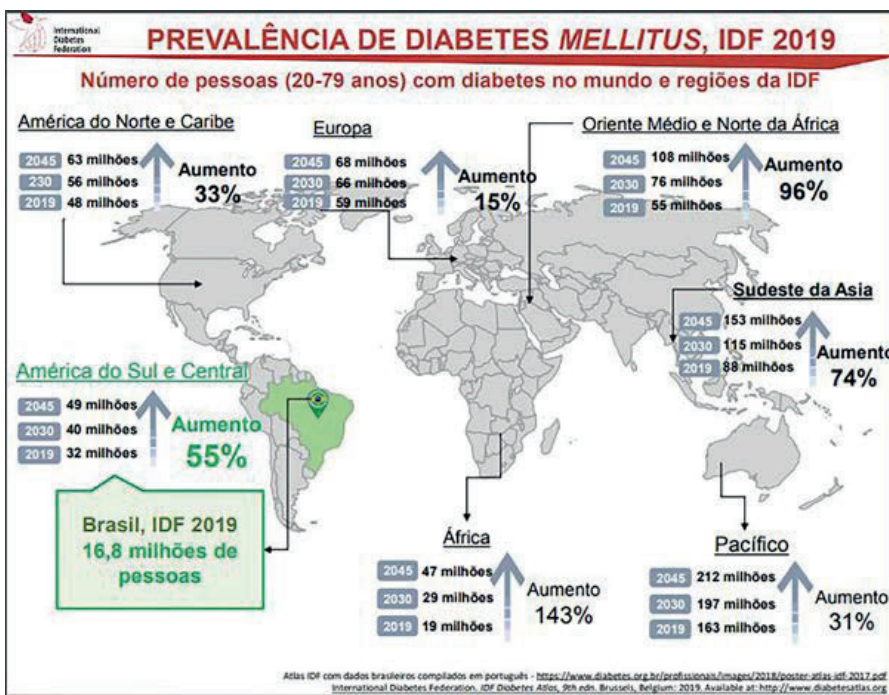 International
Diabetes
Federation
PREVALÊNCIA DE DIABETES MELLITUS, IDF 2019
Número de pessoas (20-79 anos) com diabetes no mundo e regiões da IDF
América do Norte e Caribe
2045 63 milhões
230 56 milhões
2019 48 milhões
Aumento
33%
Europa
2045 68 milhões
2030 66 milhões
2019 59 milhões
Aumento
15%
Oriente Médio e Norte da África
2045 108 milhões
2030 76 milhões
2019 55 milhões
Aumento
96%
Sudeste da Asia
2045 153 milhões
2030 115 milhões
2019 88 milhões
Aumento
74%
América do Sul e Central
2045 49 milhões
2030 40 milhões
2019 32 milhões
Aumento
55%
Brasil, IDF 2019
16,8 milhões de
pessoas
África
2045 47 milhões
2030 29 milhões
2019 19 milhões
Aumento
143%
Pacífico
2045 212 milhões
2030 197 milhões
2019 163 milhões
Aumento
31%
Atlas IDF com dados brasileiros compilados em português - https://www.diabetes.org.br/profissionais/images/2018/poster-atlas-idf-2017.pdf
International Diabetes Federation. IDF Diabetes Atlas, 9th edn. Brussels, Belgium: 2019. Available at: http://www.diabetesatlas.org